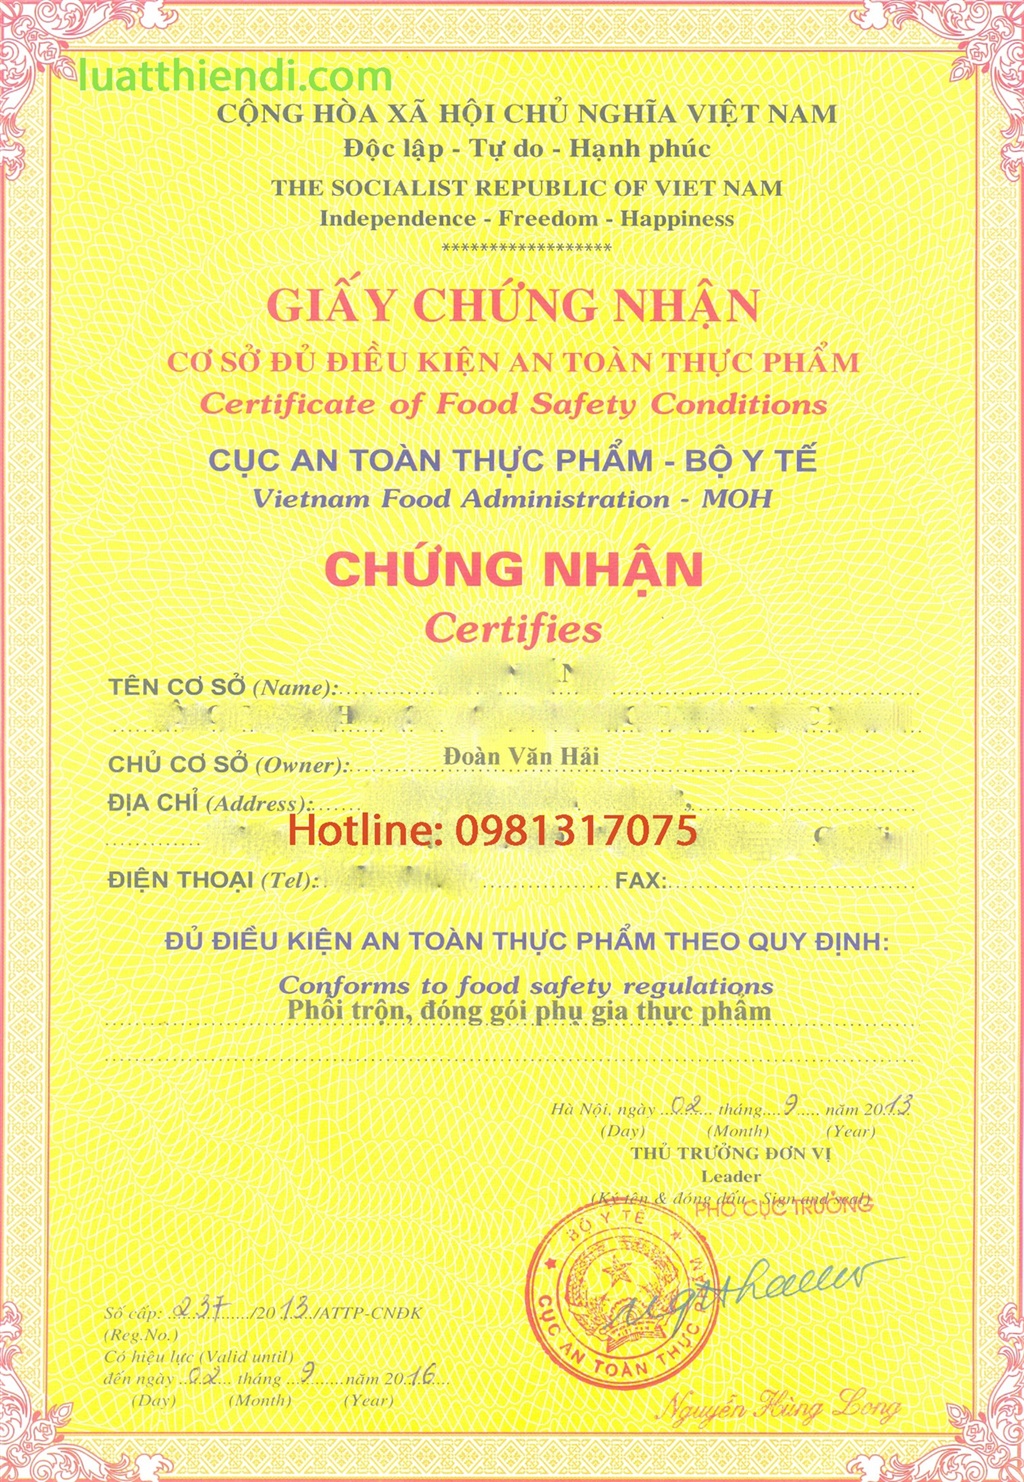 luatthiendi.com
CỘNG HÒA XÃ HỘI CHỦ NGHĨA VIỆT NAM
Độc lập - Tự do - Hạnh phúc
THE SOCIALIST REPUBLIC OF VIET NAM
Independence - Freedom - Happiness
******************
GIẤY CHỨNG NHẬN
CƠ SỞ ĐỦ ĐIỀU KIỆN AN TOÀN THỰC PHẨM
Certificate of Food Safety Conditions
CỤC AN TOÀN THỰC PHẨM - BỘ Y TẾ
Vietnam Food Administration - MOH
CHỨNG NHẬN
Certifies
TÊN CƠ SỞ (Name):
CHỦ CƠ SỞ (Owner): Đoàn Văn Hải
ĐỊA CHỈ (Address):
Hotline: 0981317075
ĐIỆN THOẠI (Tel): FAX:
ĐỦ ĐIỀU KIỆN AN TOÀN THỰC PHẨM THEO QUY ĐỊNH:
Conforms to food safety regulations
Phối trộn, đóng gói phụ gia thực phẩm
Hà Nội, ngày 02 tháng 9 năm 2013
(Day) (Month) (Year)
THỦ TRƯỞNG ĐƠN VỊ
Leader
(Ký tên & đóng dấu - Sign and seal)
PHÓ CỤC TRƯỞNG
BỘ Y TẾ
CỤC AN TOÀN THỰC PHẨM
Số cấp: 237/2013/ATTP-CNĐK
(Reg.No.)
Có hiệu lực (Valid until)
đến ngày 02 tháng 9 năm 2016
(Day) (Month) (Year)
Nguyễn Hùng Long